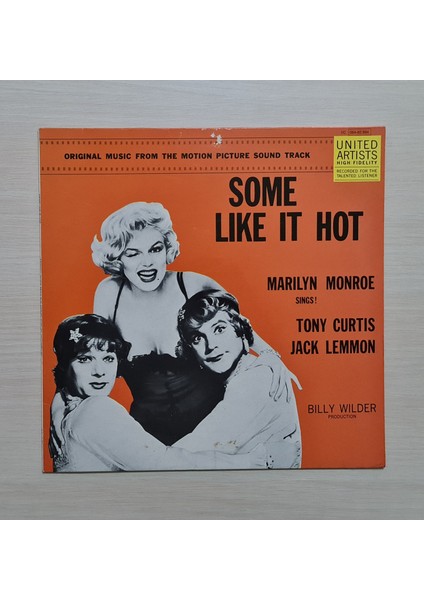 ORIGINAL MUSIC FROM THE MOTION PICTURE SOUND TRACK
UNITED
ARTISTS
HIGH FIDELITY
RECORDED FOR THE
TALENTED LISTENER
SOME
LIKE IT HOT
MARILYN MONROE
SINGS!
TONY CURTIS
JACK LEMMON
BILLY WILDER
PRODUCTION